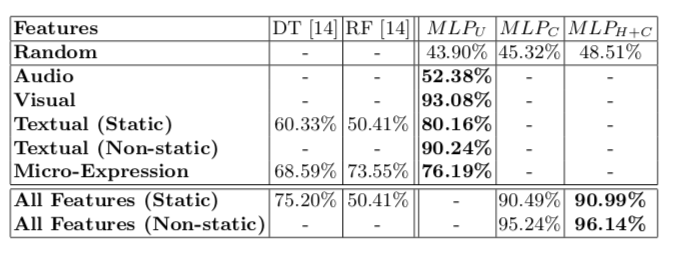 Features DT [14] RF [14] MLP_U MLP_C MLP_{H+C}
Random - - 43.90% 45.32% 48.51%
Audio - - 52.38% - -
Visual - - 93.08% - -
Textual (Static) 60.33% 50.41% 80.16% - -
Textual (Non-static) - - 90.24% - -
Micro-Expression 68.59% 73.55% 76.19% - -
All Features (Static) 75.20% 50.41% - 90.49% 90.99%
All Features (Non-static) - - - 95.24% 96.14%